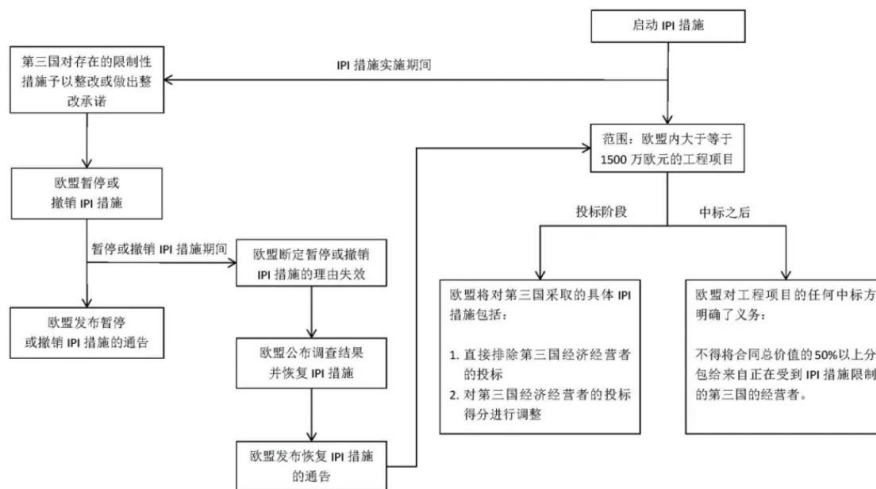 启动 IPI 措施
第三国对存在的限制性
措施予以整改或做出整
改承诺
IPI 措施实施期间
范围：欧盟内大于等于
1500 万欧元的工程项目
欧盟暂停或
撤销 IPI 措施
投标阶段
中标之后
暂停或撤销 IPI 措施期间
欧盟断定暂停或撤销
IPI 措施的理由失效
欧盟发布暂停
或撤销 IPI 措施的通告
欧盟公布调查结果
并恢复 IPI 措施
欧盟发布恢复 IPI 措施
的通告
欧盟将对第三国采取的具体 IPI
措施包括：
1. 直接排除第三国经济经营者
的投标
2. 对第三国经济经营者的投标
得分进行调整
欧盟对工程项目的任何中标方
明确了义务：
不得将合同总价值的50%以上分
包给来自正在受到 IPI 措施限制
的第三国的经营者。